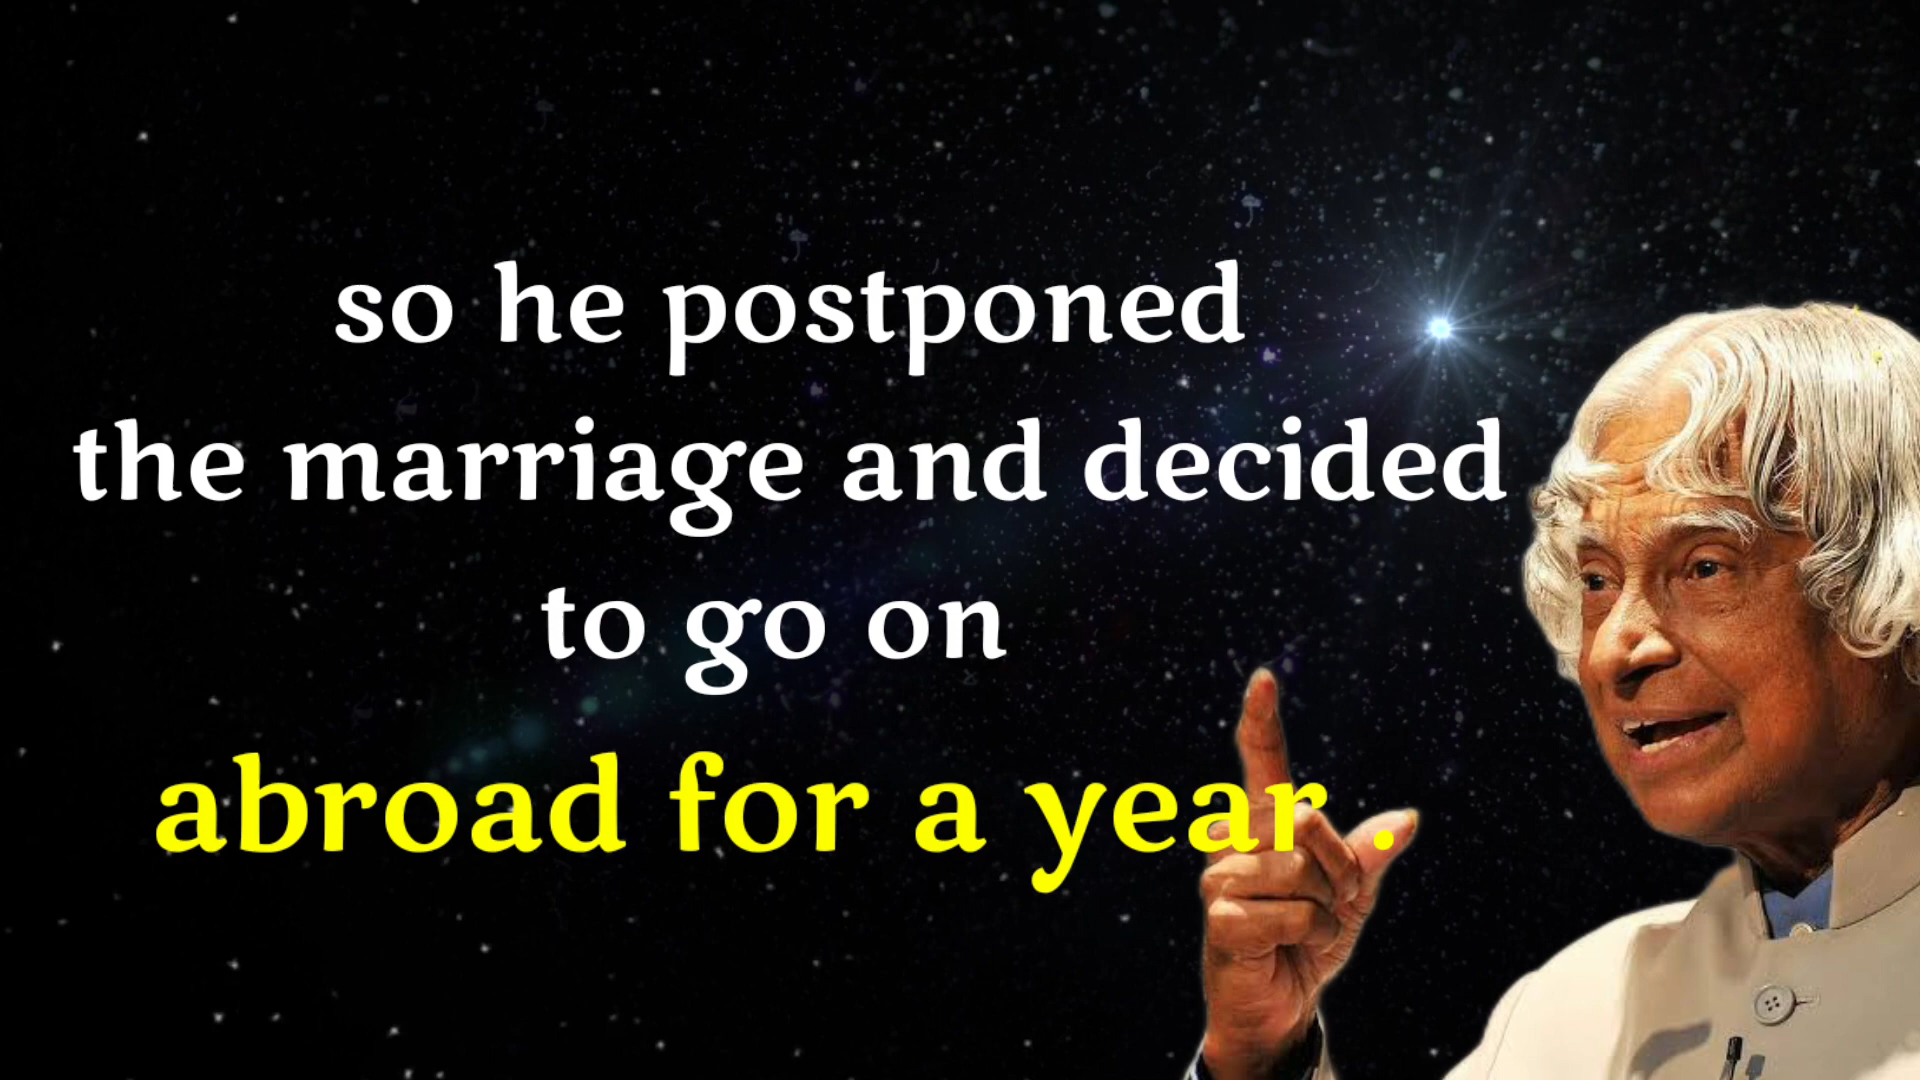 so he postponed
the marriage and decided
to go on
abroad for a year .